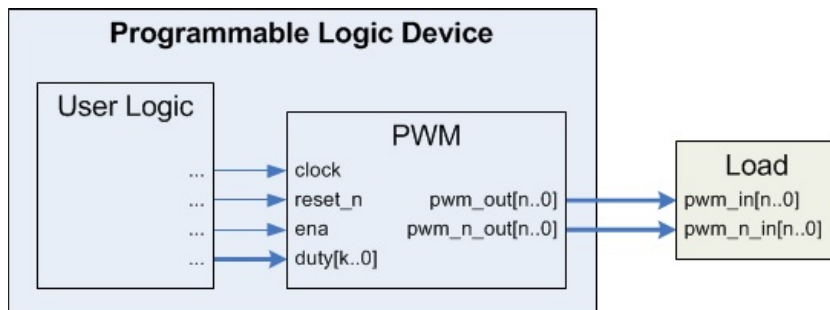 Programmable Logic Device
User Logic
...
...
...
...
PWM
clock
reset_n
ena
duty[k..0]
pwm_out[n..0]
pwm_n_out[n..0]
Load
pwm_in[n..0]
pwm_n_in[n..0]